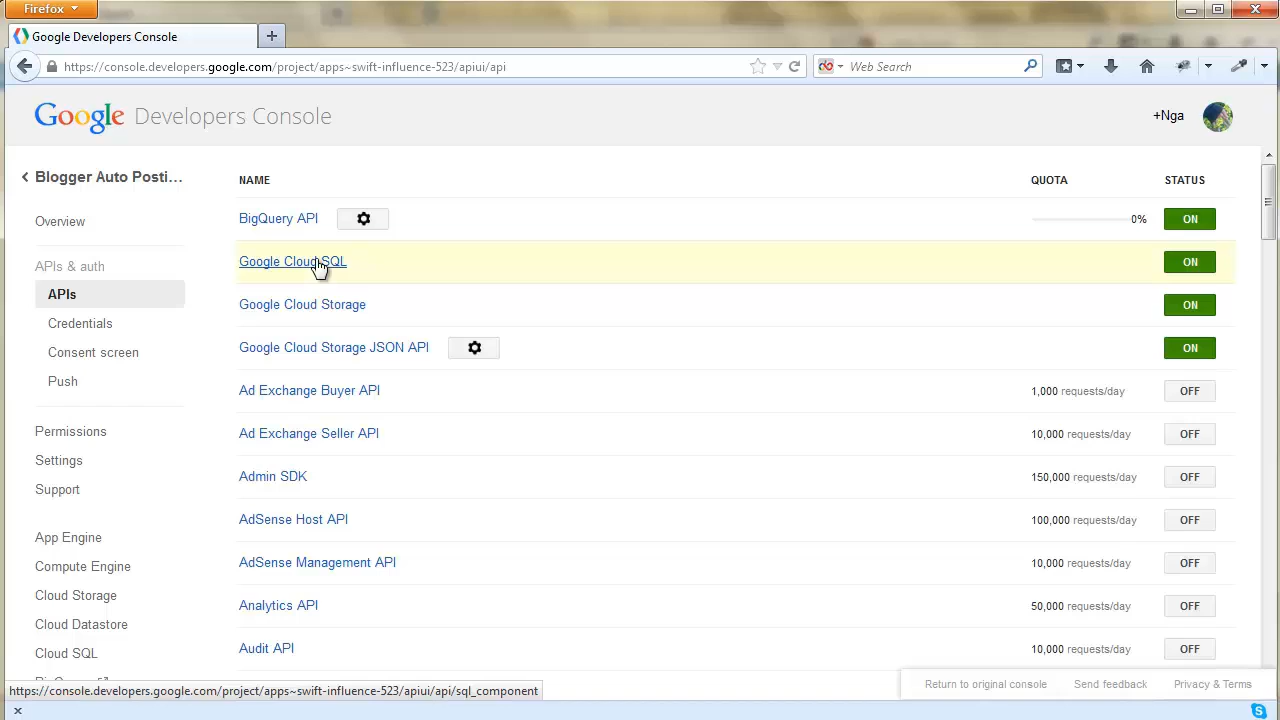 Firefox
Google Developers Console
https://console.developers.google.com/project/apps~swift-influence-523/apiui/api
Web Search
Google Developers Console
+Nga
Blogger Auto Posti...
NAME QUOTA STATUS
BigQuery API 0% ON
Overview
Google Cloud SQL ON
APIs & auth
APIs
Google Cloud Storage ON
Credentials
Google Cloud Storage JSON API ON
Consent screen
Push
Ad Exchange Buyer API 1,000 requests/day OFF
Permissions
Ad Exchange Seller API 10,000 requests/day OFF
Settings
Admin SDK 150,000 requests/day OFF
Support
AdSense Host API 100,000 requests/day OFF
App Engine
Compute Engine
AdSense Management API 10,000 requests/day OFF
Cloud Storage
Analytics API 50,000 requests/day OFF
Cloud Datastore
Cloud SQL
Audit API 10,000 requests/day OFF
https://console.developers.google.com/project/apps~swift-influence-523/apiui/api/sql_component
Return to original console Send feedback Privacy & Terms